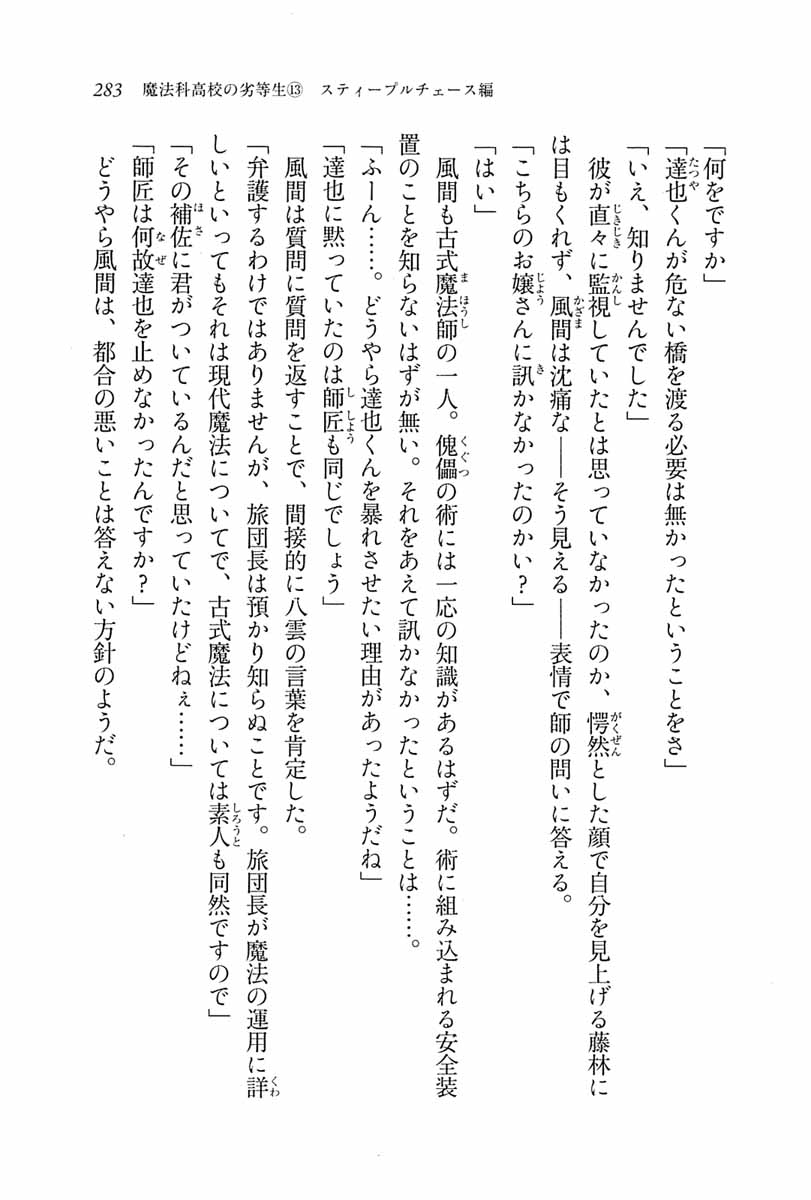 283 魔法科高校の劣等生⑬ スティープルチェース編
「何をですか」
「達也くんが危ない橋を渡る必要は無かったということをさ」
「いえ、知りませんでした」
彼が直々に監視していたとは思っていなかったのか、愕然とした顔で自分を見上げる藤林に
は目もくれず、風間は沈痛な――そう見える――表情で師の問いに答える。
「こちらのお嬢さんに訊かなかったのかい？」
「はい」
風間も古式魔法師の一人。傀儡の術には一応の知識があるはずだ。術に組み込まれる安全装
置のことを知らないはずが無い。それをあえて訊かなかったということは……。
「ふーん……。どうやら達也くんを暴れさせたい理由があったようだね」
「達也に黙っていたのは師匠も同じでしょう」
風間は質問に質問を返すことで、間接的に八雲の言葉を肯定した。
「弁護するわけではありませんが、旅団長は預かり知らぬことです。旅団長が魔法の運用に詳
しいといってもそれは現代魔法についてで、古式魔法については素人も同然ですので」
「その補佐に君がついているんだと思っていたけどねぇ……」
「師匠は何故達也を止めなかったんですか？」
どうやら風間は、都合の悪いことは答えない方針のようだ。